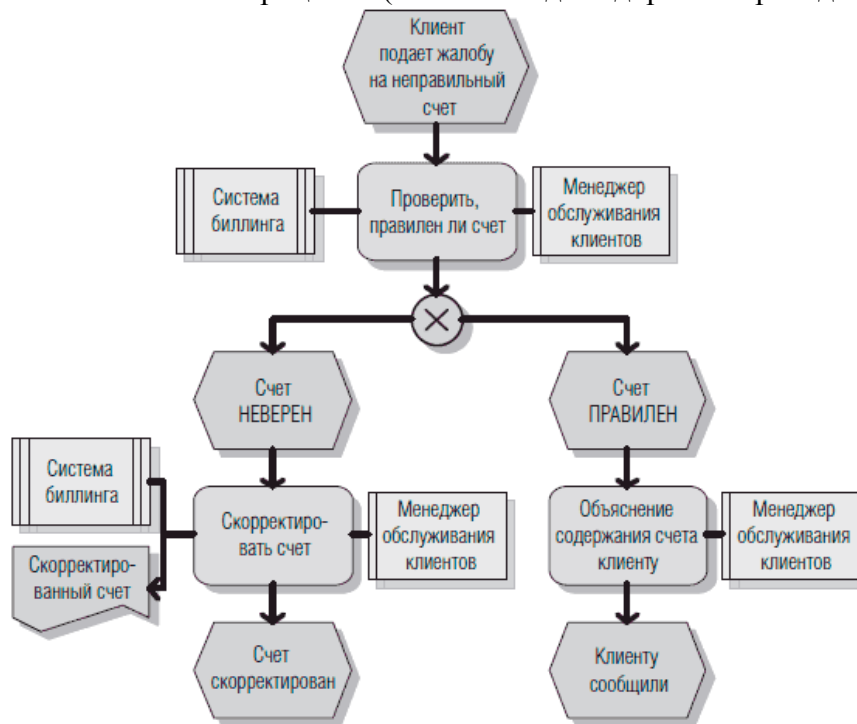 Клиент
подает жалобу
на неправильный
счет
Система
биллинга
Проверить,
правилен ли счет
Менеджер
обслуживания
клиентов
Счет
НЕВЕРЕН
Счет
ПРАВИЛЕН
Система
биллинга
Скорректиро-
вать счет
Менеджер
обслуживания
клиентов
Объяснение
содержания счета
клиенту
Менеджер
обслуживания
клиентов
Скорректиро-
ванный счет
Счет
скорректирован
Клиенту
сообщили